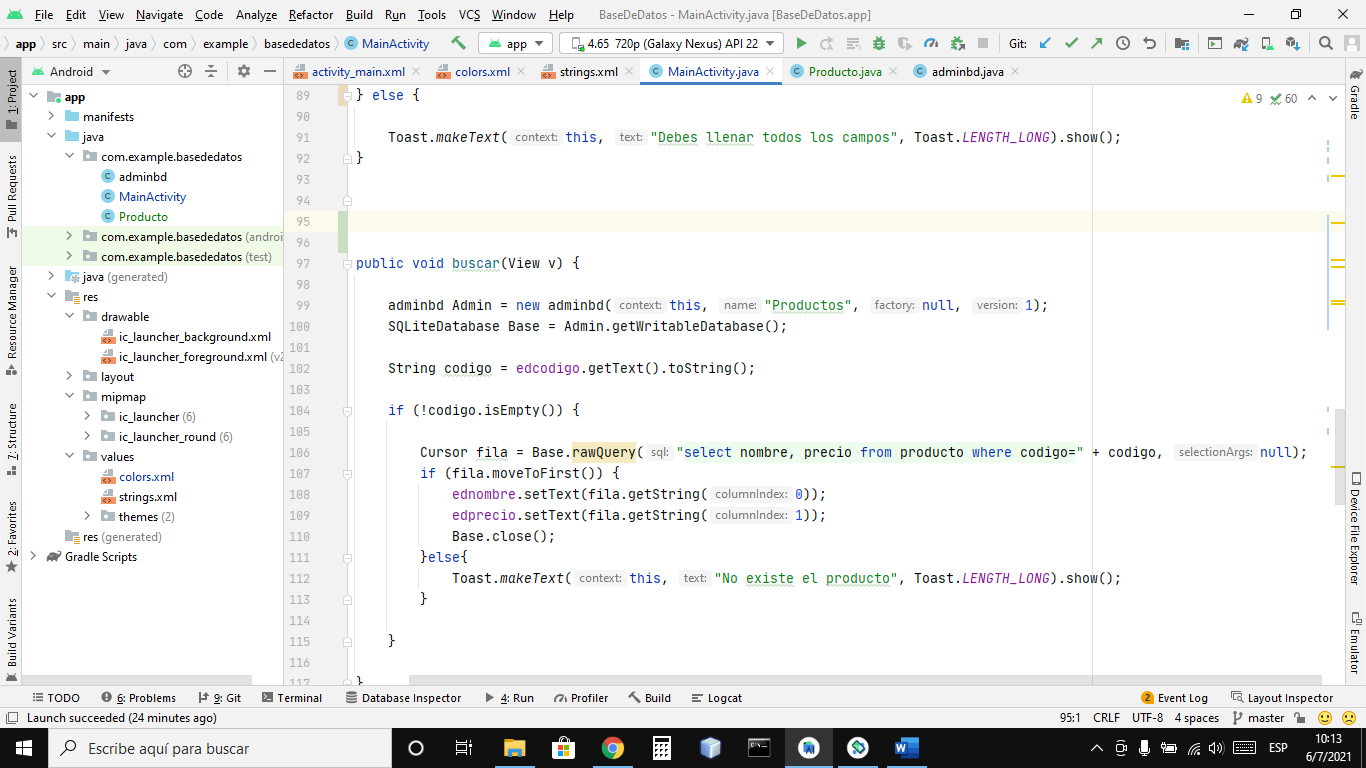 File Edit View Navigate Code Analyze Refactor Build Run Tools VCS Window Help BaseDeDatos - MainActivity.java [BaseDeDatos.app]
app src main java com example basededatos MainActivity app 4.65 720p (Galaxy Nexus) API 22 Git:
Android activity_main.xml colors.xml strings.xml MainActivity.java Producto.java adminbd.java
1: Project
Pull Requests
Resource Manager
7: Structure
2: Favorites
Build Variants
app
manifests
java
com.example.basededatos
adminbd
MainActivity
Producto
com.example.basededatos (androi
com.example.basededatos (test)
java (generated)
res
drawable
ic_launcher_background.xml
ic_launcher_foreground.xml (v2
layout
mipmap
ic_launcher (6)
ic_launcher_round (6)
values
colors.xml
strings.xml
themes (2)
res (generated)
Gradle Scripts
9 60
89 } else {
90
91 Toast.makeText( context: this, text: "Debes llenar todos los campos", Toast.LENGTH_LONG).show();
92 }
93
94
95
96
97 public void buscar(View v) {
98
99 adminbd Admin = new adminbd( context: this, name: "Productos", factory: null, version: 1);
100 SQLiteDatabase Base = Admin.getWritableDatabase();
101
102 String codigo = edcodigo.getText().toString();
103
104 if (!codigo.isEmpty()) {
105
106 Cursor fila = Base.rawQuery( sql: "select nombre, precio from producto where codigo=" + codigo, selectionArgs: null);
107 if (fila.moveToFirst()) {
108 ednombre.setText(fila.getString( columnIndex: 0));
109 edprecio.setText(fila.getString( columnIndex: 1));
110 Base.close();
111 }else{
112 Toast.makeText( context: this, text: "No existe el producto", Toast.LENGTH_LONG).show();
113 }
114
115 }
116
117 }
Gradle
Device File Explorer
Emulator
TODO 6: Problems 9: Git Terminal Database Inspector 4: Run Profiler Build Logcat 2 Event Log Layout Inspector
Launch succeeded (24 minutes ago) 95:1 CRLF UTF-8 4 spaces master
Escribe aquí para buscar ESP 10:13
6/7/2021